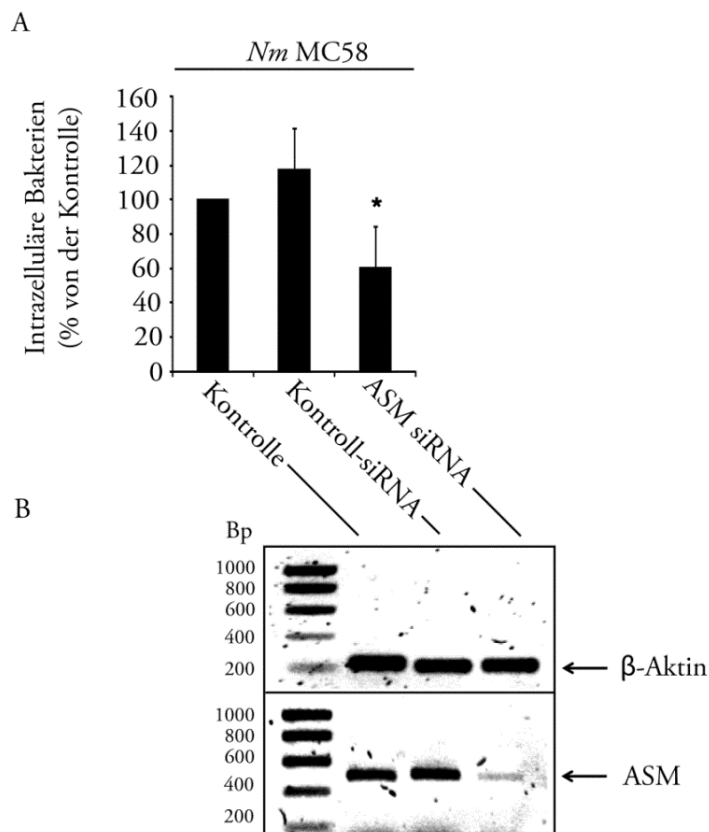 A
Nm MC58
Intrazelluläre Bakterien
(% von der Kontrolle)
160
140
120
100
80
60
40
20
0
*
Kontrolle
Kontroll-siRNA
ASM siRNA
B
Bp
1000
800
600
400
200
β-Aktin
1000
800
600
400
200
ASM